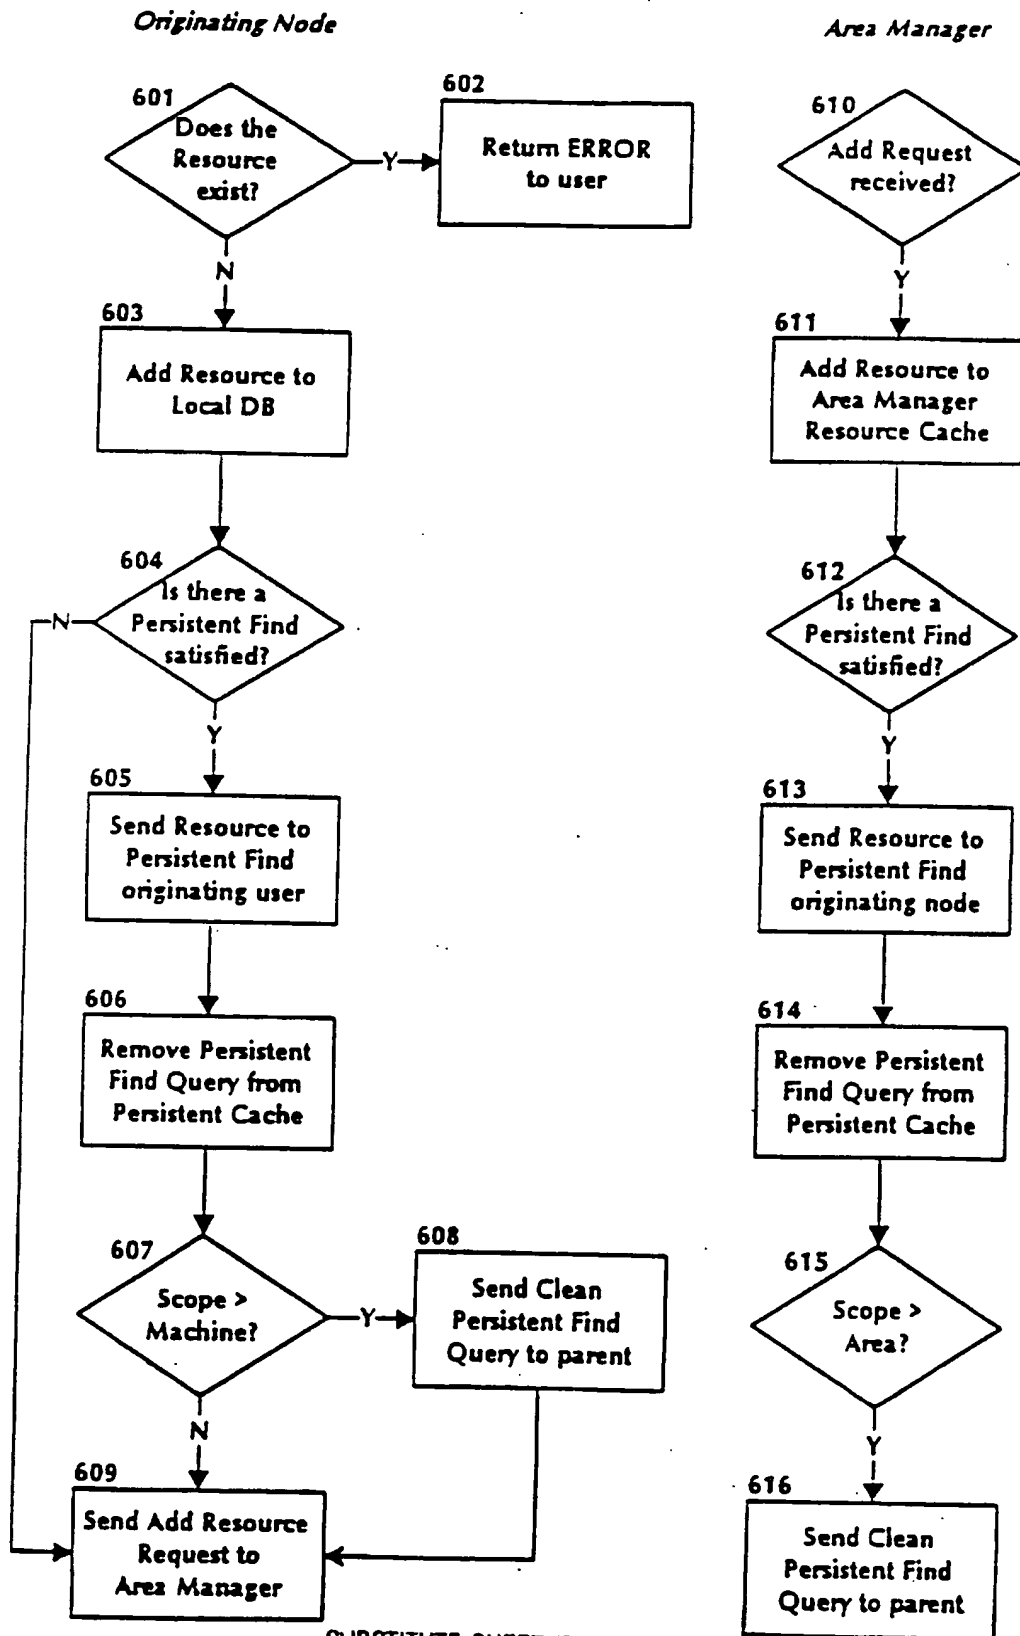 Originating Node
601
Does the
Resource
exist?
Y
602
Return ERROR
to user
N
603
Add Resource to
Local DB
604
Is there a
Persistent Find
satisfied?
N
Y
605
Send Resource to
Persistent Find
originating user
606
Remove Persistent
Find Query from
Persistent Cache
607
Scope >
Machine?
Y
608
Send Clean
Persistent Find
Query to parent
N
609
Send Add Resource
Request to
Area Manager
Area Manager
610
Add Request
received?
Y
611
Add Resource to
Area Manager
Resource Cache
612
Is there a
Persistent Find
satisfied?
Y
613
Send Resource to
Persistent Find
originating node
614
Remove Persistent
Find Query from
Persistent Cache
615
Scope >
Area?
Y
616
Send Clean
Persistent Find
Query to parent
SUBSTITUTE SHEET